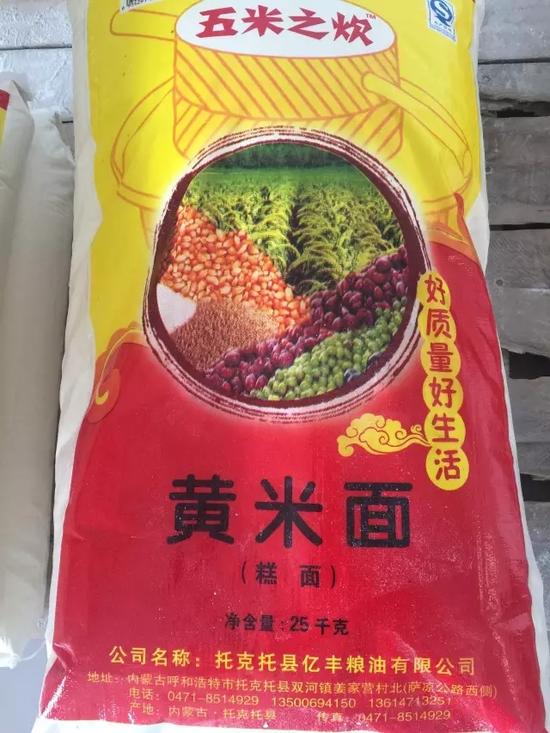 五米之炊™
好质量好生活
黄米面
（糕 面）
净含量：25 千克
公司名称：托克托县亿丰粮油有限公司
地址：内蒙古呼和浩特市托克托县双河镇姜家营村北(萨凉公路西侧)
电话：0471-8514929 13500694150 13614713251
产地：内蒙古·托克托县 传真：0471-8514929